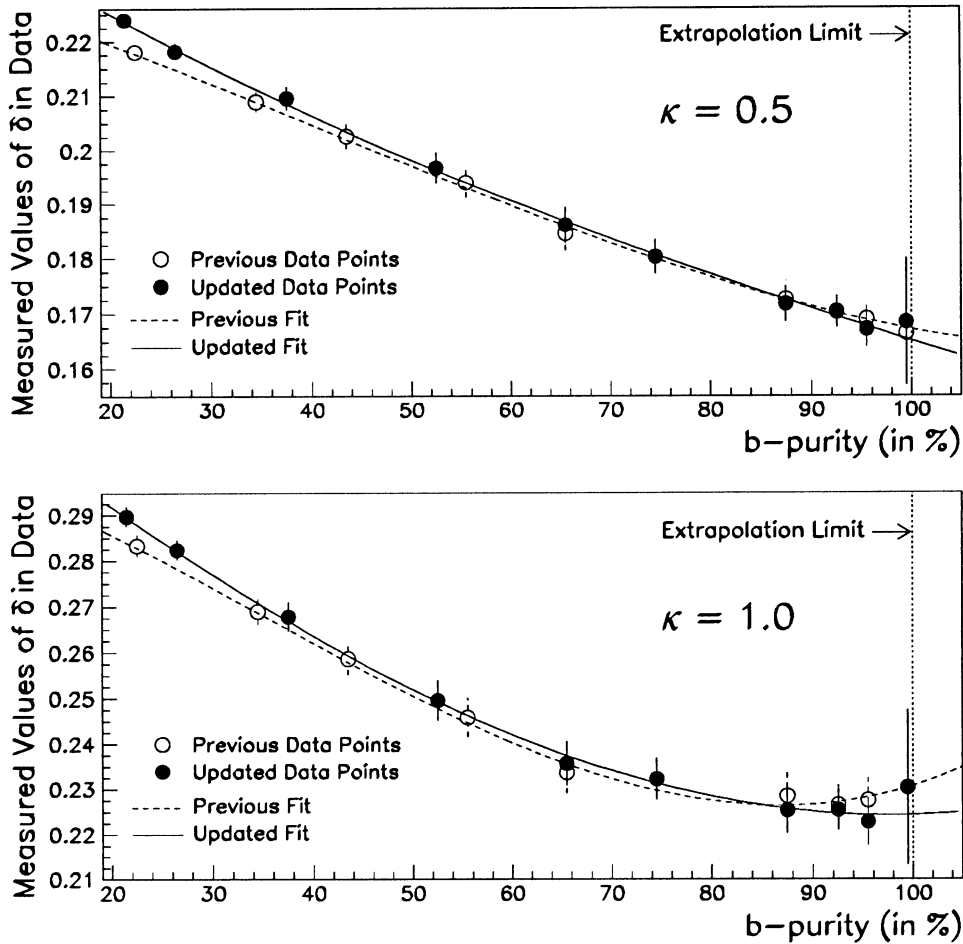 Measured Values of δ in Data
0.22
0.21
0.2
0.19
0.18
0.17
0.16
Extrapolation Limit
κ = 0.5
Previous Data Points
Updated Data Points
Previous Fit
Updated Fit
20 30 40 50 60 70 80 90 100
b-purity (in %)
Measured Values of δ in Data
0.29
0.28
0.27
0.26
0.25
0.24
0.23
0.22
0.21
Extrapolation Limit
κ = 1.0
Previous Data Points
Updated Data Points
Previous Fit
Updated Fit
20 30 40 50 60 70 80 90 100
b-purity (in %)